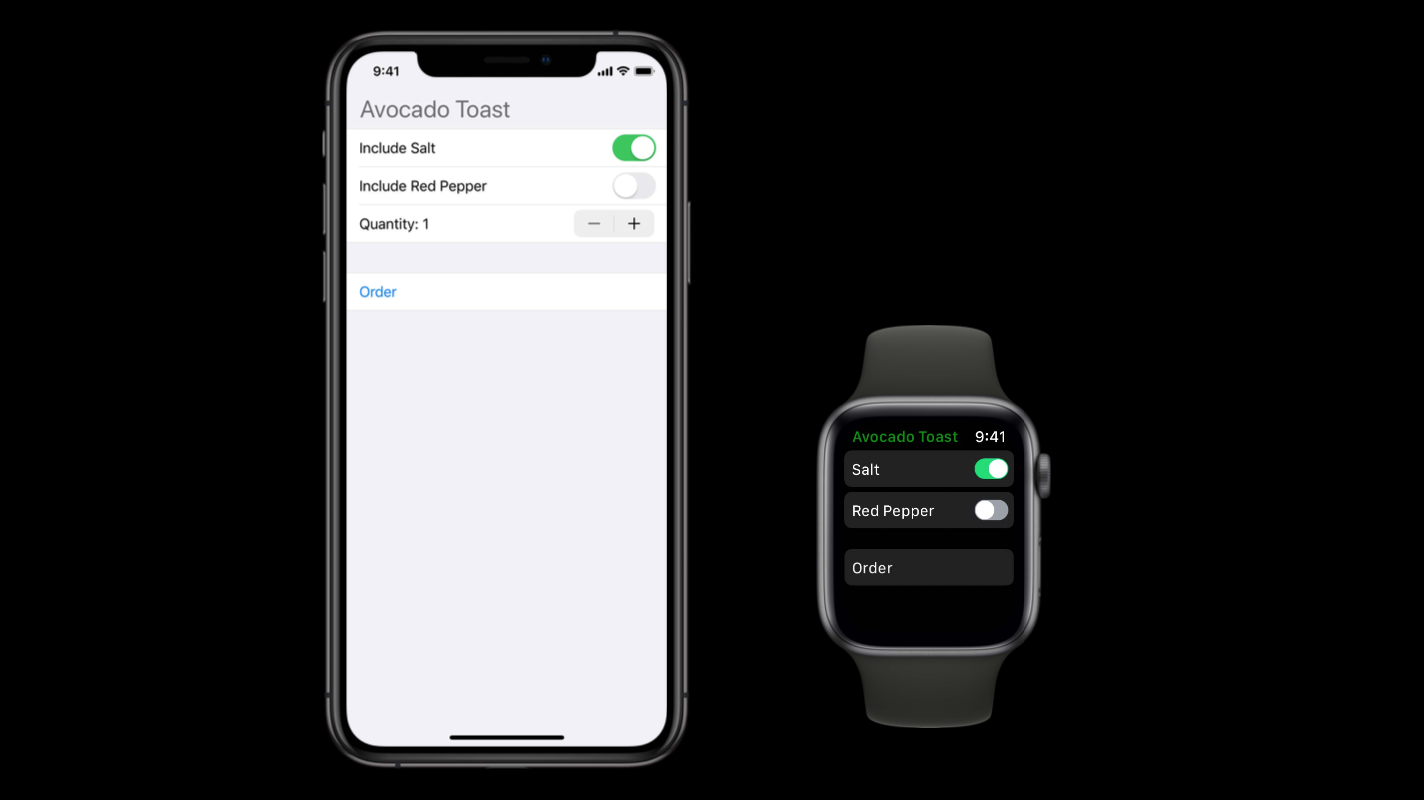 9:41
Avocado Toast
Include Salt
Include Red Pepper
Quantity: 1
Order
Avocado Toast 9:41
Salt
Red Pepper
Order